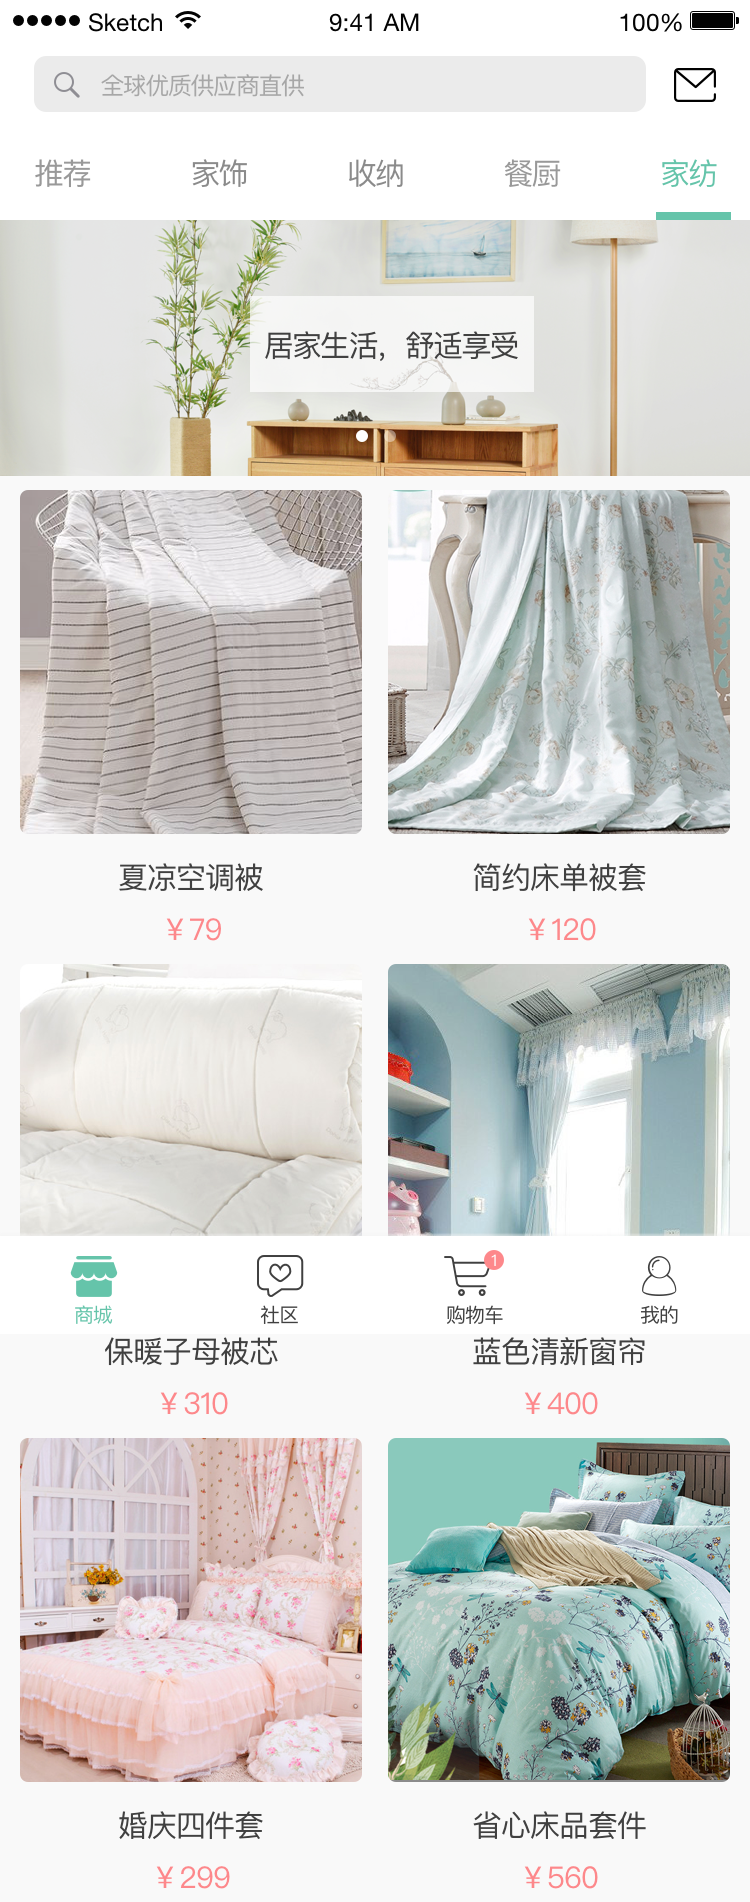 Sketch 9:41 AM 100%
全球优质供应商直供
推荐 家饰 收纳 餐厨 家纺
居家生活，舒适享受
夏凉空调被 简约床单被套
¥ 79 ¥ 120
1
商城 社区 购物车 我的
保暖子母被芯 蓝色清新窗帘
¥ 310 ¥ 400
婚庆四件套 省心床品套件
¥ 299 ¥ 560